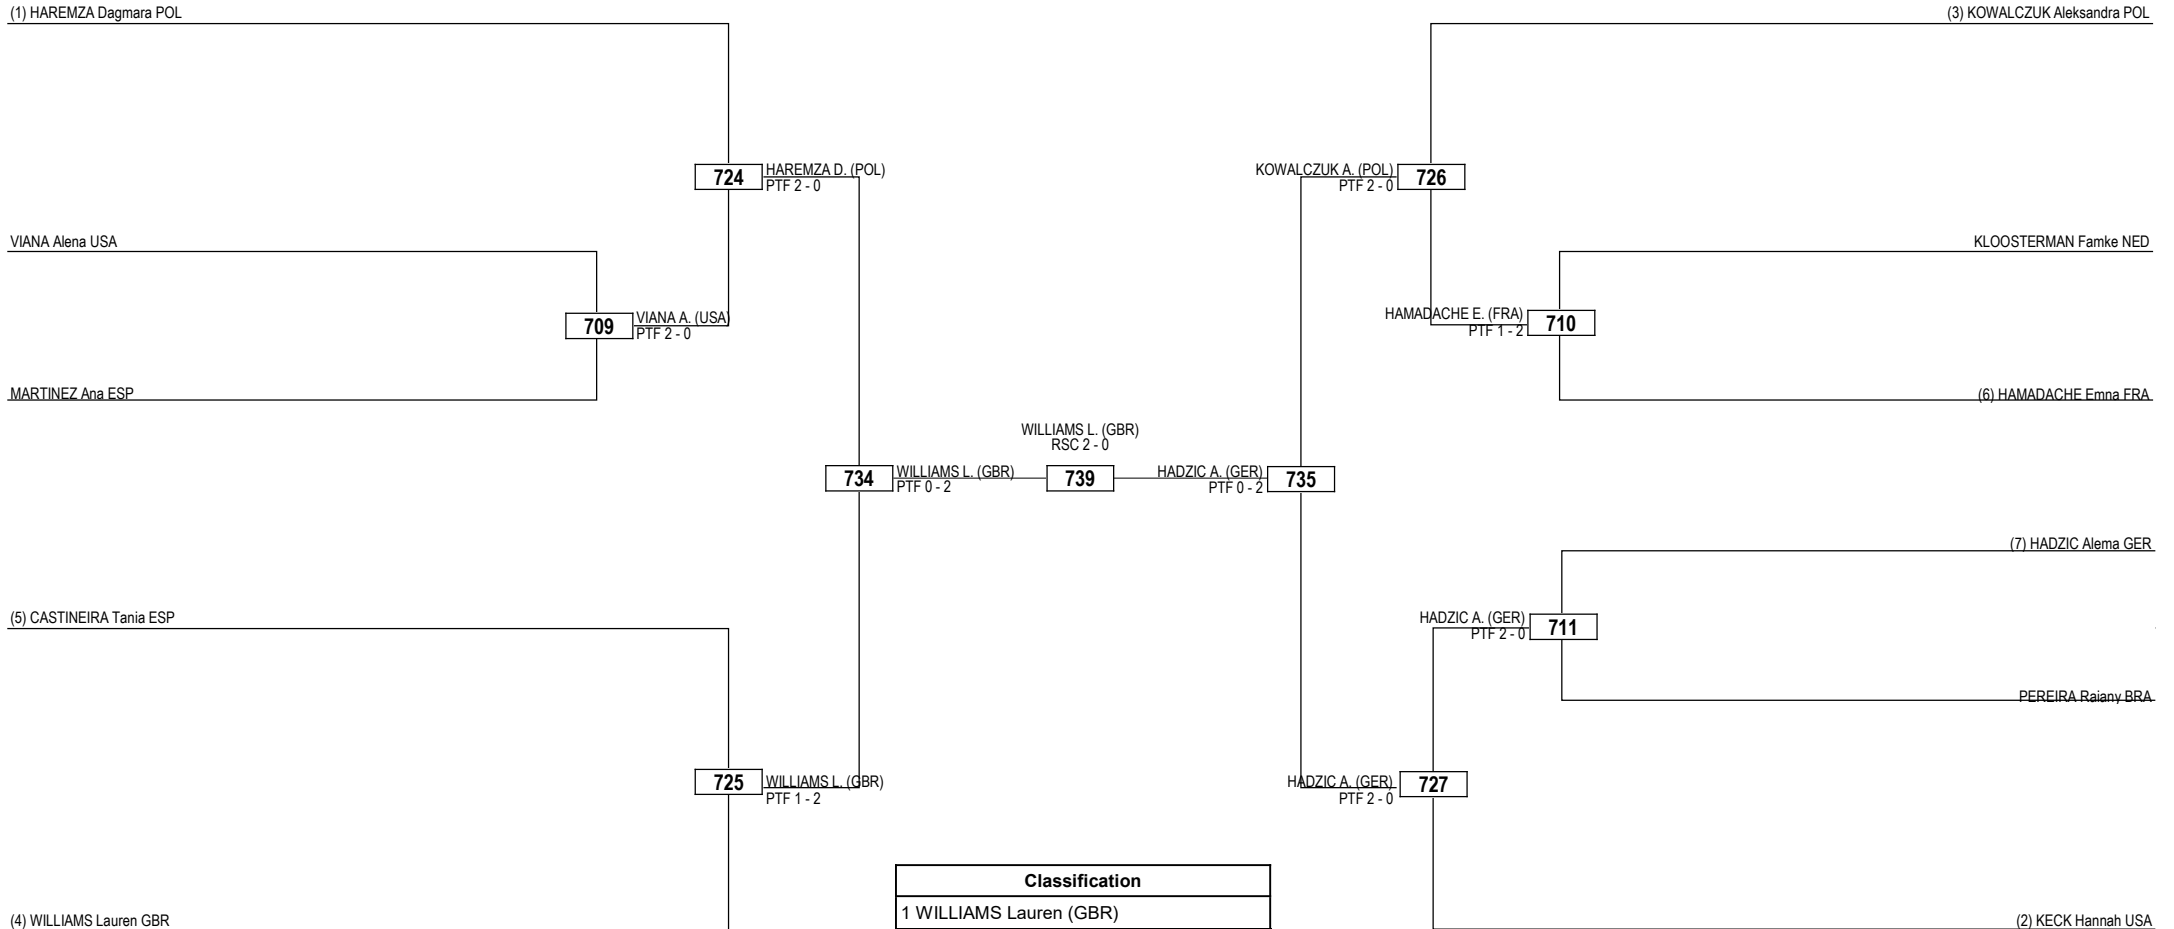 (1) HAREMZA Dagmara POL
(3) KOWALCZUK Aleksandra POL
724
HAREMZA D. (POL)
PTF 2 - 0
KOWALCZUK A. (POL)
PTF 2 - 0
726
VIANA Alena USA
KLOOSTERMAN Famke NED
709
VIANA A. (USA)
PTF 2 - 0
HAMADACHE E. (FRA)
PTF 1 - 2
710
MARTINEZ Ana ESP
(6) HAMADACHE Emna FRA
WILLIAMS L. (GBR)
RSC 2 - 0
734
WILLIAMS L. (GBR)
PTF 0 - 2
739
HADZIC A. (GER)
PTF 0 - 2
735
(7) HADZIC Alema GER
(5) CASTINEIRA Tania ESP
HADZIC A. (GER)
PTF 2 - 0
711
PEREIRA Raiany BRA
725
WILLIAMS L. (GBR)
PTF 1 - 2
HADZIC A. (GER)
PTF 2 - 0
727
Classification
1 WILLIAMS Lauren (GBR)
(4) WILLIAMS Lauren GBR
(2) KECK Hannah USA